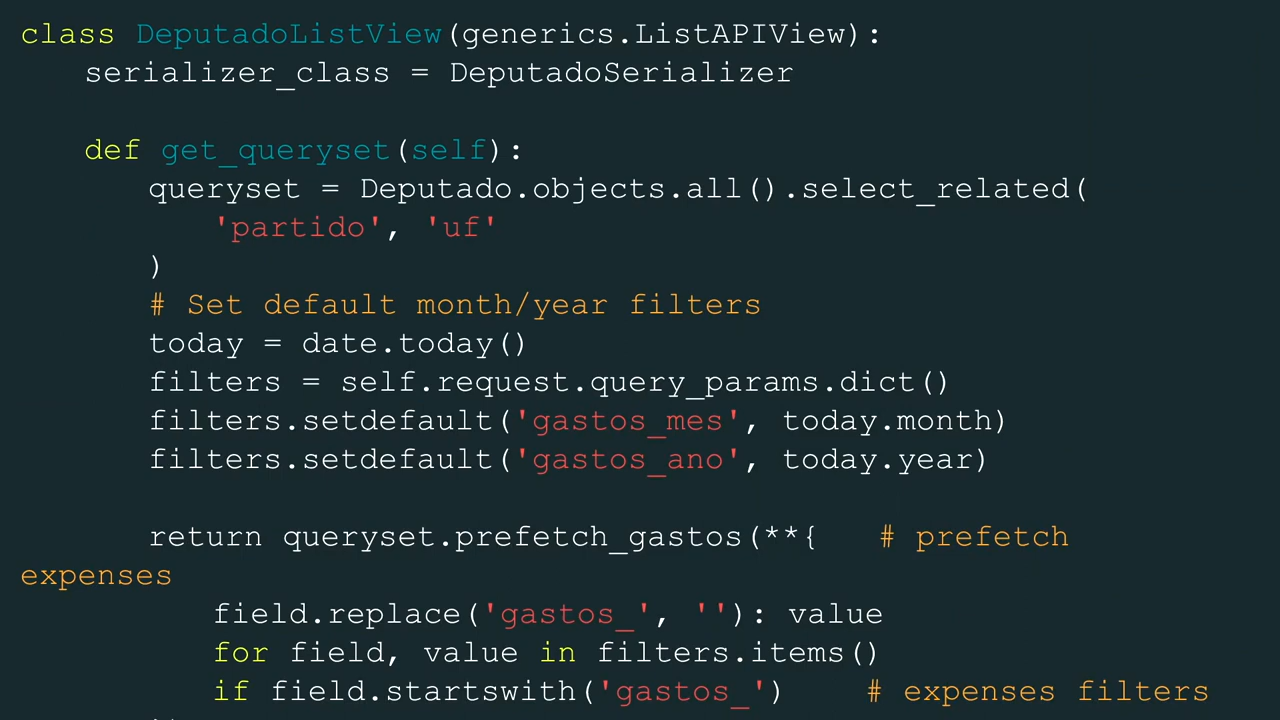 class DeputadoListView(generics.ListAPIView):
serializer_class = DeputadoSerializer
def get_queryset(self):
queryset = Deputado.objects.all().select_related(
'partido', 'uf'
)
# Set default month/year filters
today = date.today()
filters = self.request.query_params.dict()
filters.setdefault('gastos_mes', today.month)
filters.setdefault('gastos_ano', today.year)
return queryset.prefetch_gastos(**{ # prefetch
expenses
field.replace('gastos_', ''): value
for field, value in filters.items()
if field.startswith('gastos_') # expenses filters